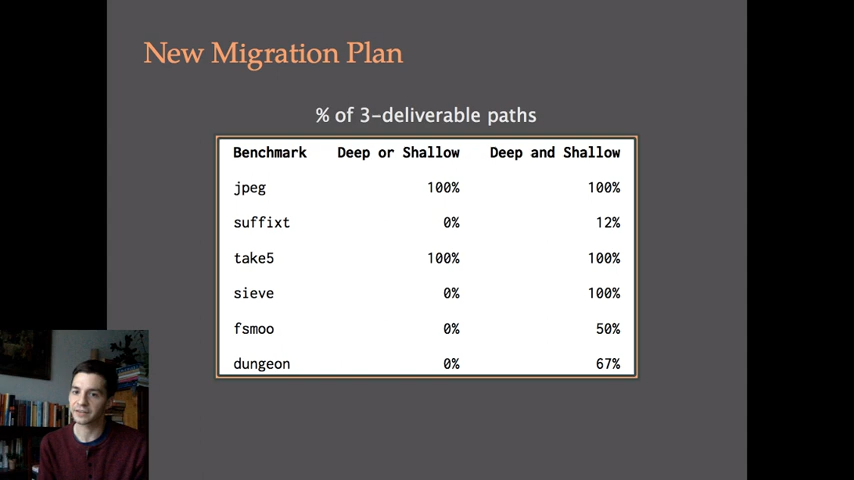 New Migration Plan
% of 3-deliverable paths
Benchmark Deep or Shallow Deep and Shallow
jpeg 100% 100%
suffixt 0% 12%
take5 100% 100%
sieve 0% 100%
fsmoo 0% 50%
dungeon 0% 67%